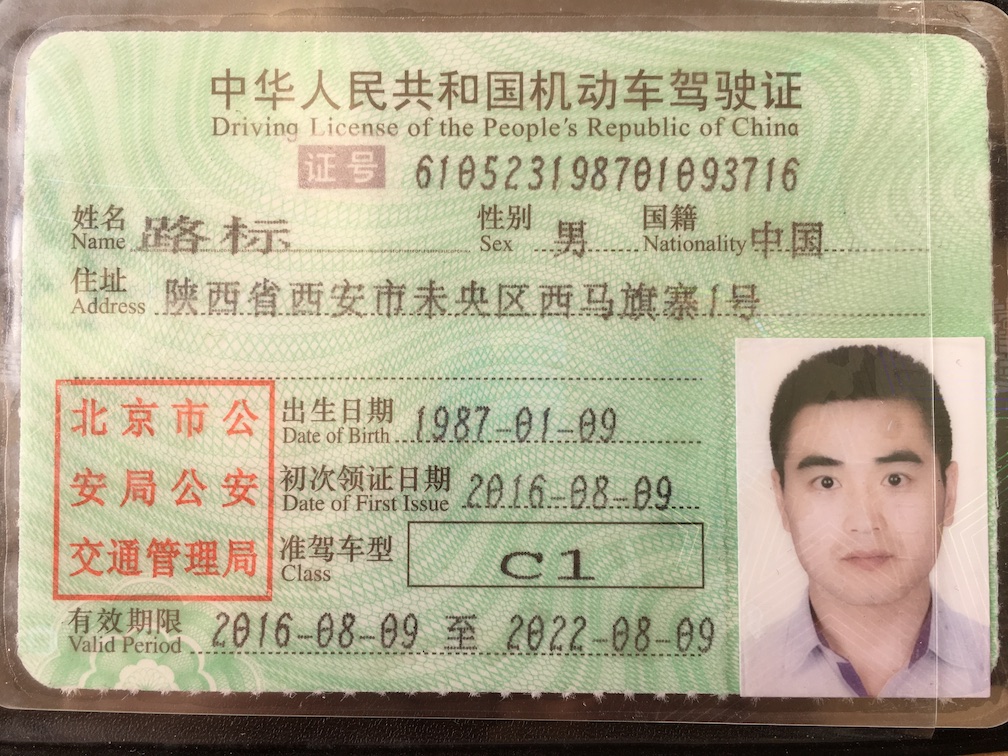 中华人民共和国机动车驾驶证
Driving License of the People's Republic of China
证号 610523198701093716
姓名 路标 性别 男 国籍 中国
Name Sex Nationality
住址 陕西省西安市未央区西马旗寨1号
Address
北京市公
安局公安
交通管理局
出生日期 1987-01-09
Date of Birth
初次领证日期 2016-08-09
Date of First Issue
准驾车型 C1
Class
有效期限 2016-08-09 至 2022-08-09
Valid Period